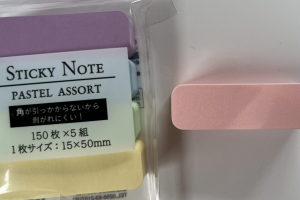 STICKY NOTE
PASTEL ASSORT
角が引っかからないから
剥がれにくい！
150枚×5組
1枚サイズ：15×50mm